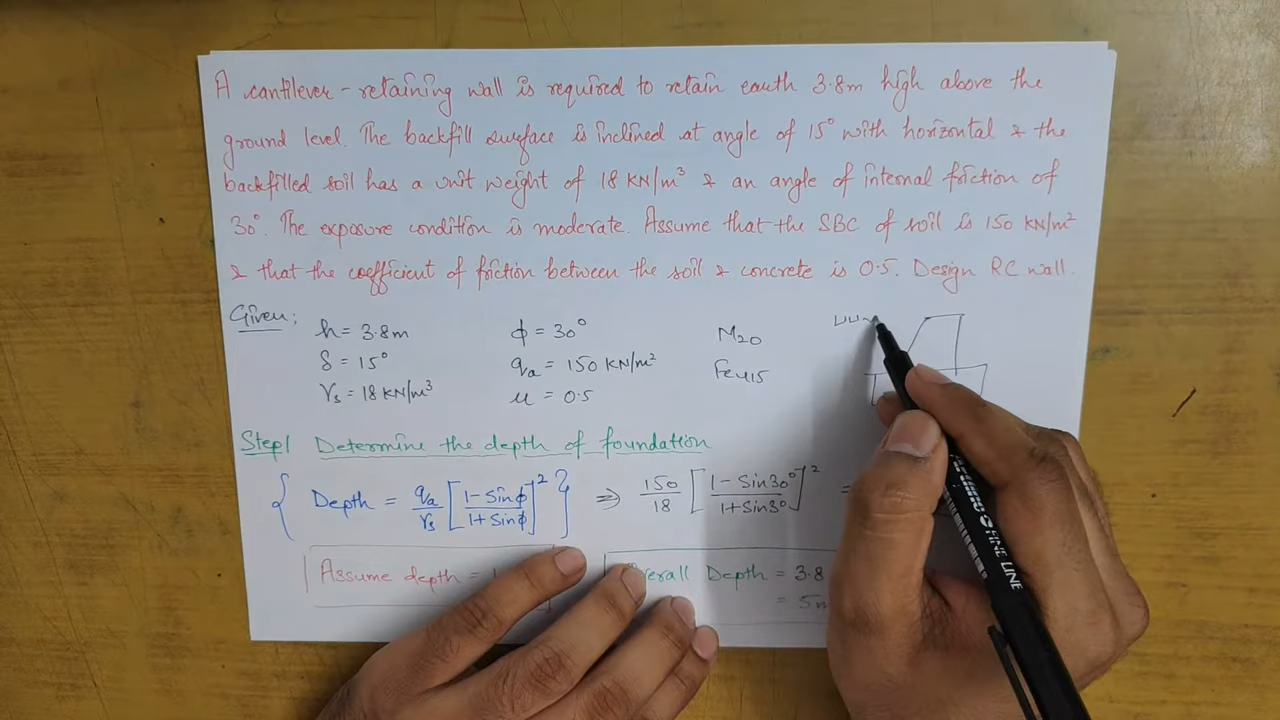 A cantilever-retaining wall is required to retain earth 3.8m high above the
ground level. The backfill surface is inclined at angle of 15° with horizontal & the
backfilled soil has a unit weight of 18 KN/m³ & an angle of internal friction of
30°. The exposure condition is moderate. Assume that the SBC of soil is 150 KN/m²
& that the coefficient of friction between the soil & concrete is 0.5. Design RC wall.
Given:
h = 3.8m φ = 30° M20
δ = 15° qa = 150 KN/m² Fe415
γs = 18 KN/m³ μ = 0.5
Step1 Determine the depth of foundation
{ Depth = qa/γs [1-Sinφ/1+Sinφ]² } ⇒ 150/18 [1-Sin30°/1+Sin30]² =
Assume depth = Depth = 3.8
= 5m
FINE LINE